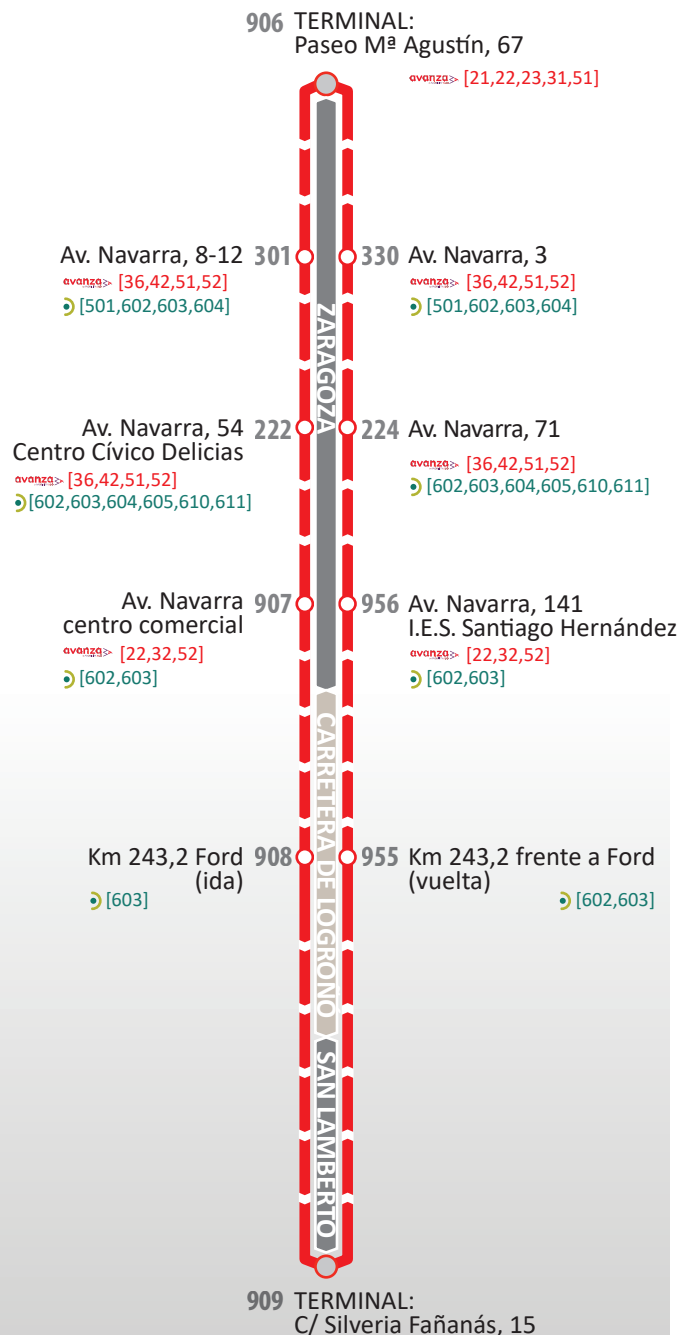 906 TERMINAL:
Paseo Mª Agustín, 67
avanza [21,22,23,31,51]
Av. Navarra, 8-12 301
avanza [36,42,51,52]
[501,602,603,604]
330 Av. Navarra, 3
avanza [36,42,51,52]
[501,602,603,604]
ZARAGOZA
Av. Navarra, 54 222
Centro Cívico Delicias
avanza [36,42,51,52]
[602,603,604,605,610,611]
224 Av. Navarra, 71
avanza [36,42,51,52]
[602,603,604,605,610,611]
Av. Navarra 907
centro comercial
avanza [22,32,52]
[602,603]
956 Av. Navarra, 141
I.E.S. Santiago Hernández
avanza [22,32,52]
[602,603]
CARRETERA DE LOGROÑO
Km 243,2 Ford 908
(ida)
[603]
955 Km 243,2 frente a Ford
(vuelta)
[602,603]
SAN LAMBERTO
909 TERMINAL:
C/ Silveria Fañanás, 15